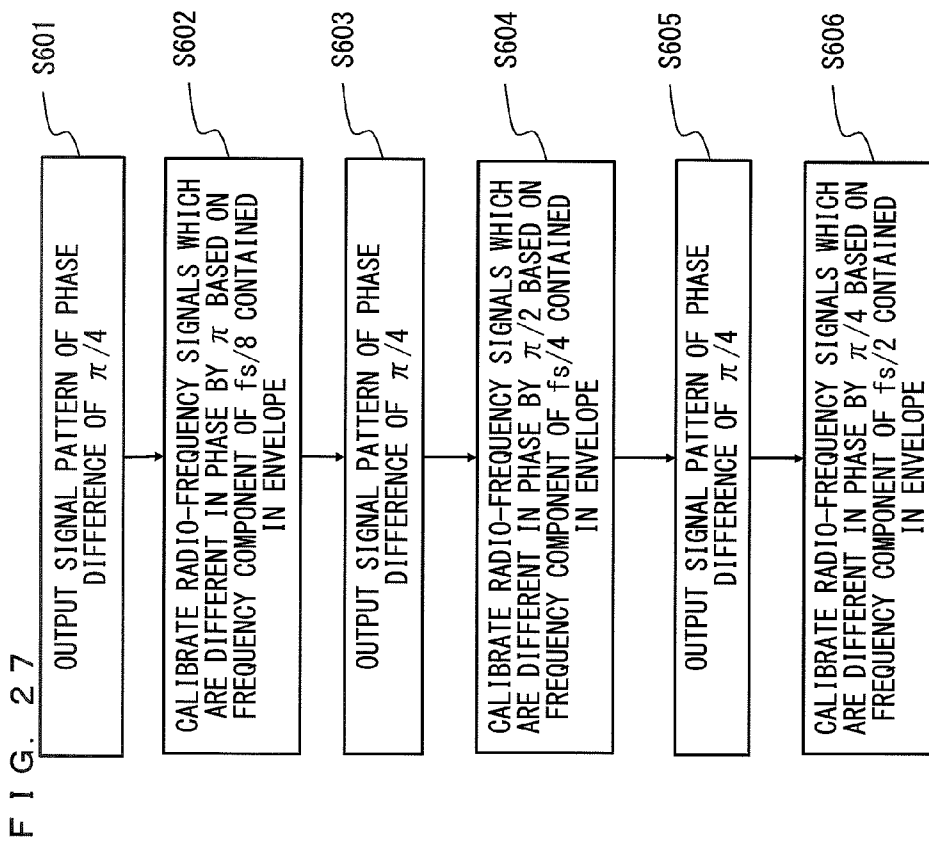 F I G. 2 7
OUTPUT SIGNAL PATTERN OF PHASE
DIFFERENCE OF π/4
S601
CALIBRATE RADIO-FREQUENCY SIGNALS WHICH
ARE DIFFERENT IN PHASE BY π BASED ON
FREQUENCY COMPONENT OF fs/8 CONTAINED
IN ENVELOPE
S602
OUTPUT SIGNAL PATTERN OF PHASE
DIFFERENCE OF π/4
S603
CALIBRATE RADIO-FREQUENCY SIGNALS WHICH
ARE DIFFERENT IN PHASE BY π/2 BASED ON
FREQUENCY COMPONENT OF fs/4 CONTAINED
IN ENVELOPE
S604
OUTPUT SIGNAL PATTERN OF PHASE
DIFFERENCE OF π/4
S605
CALIBRATE RADIO-FREQUENCY SIGNALS WHICH
ARE DIFFERENT IN PHASE BY π/4 BASED ON
FREQUENCY COMPONENT OF fs/2 CONTAINED
IN ENVELOPE
S606